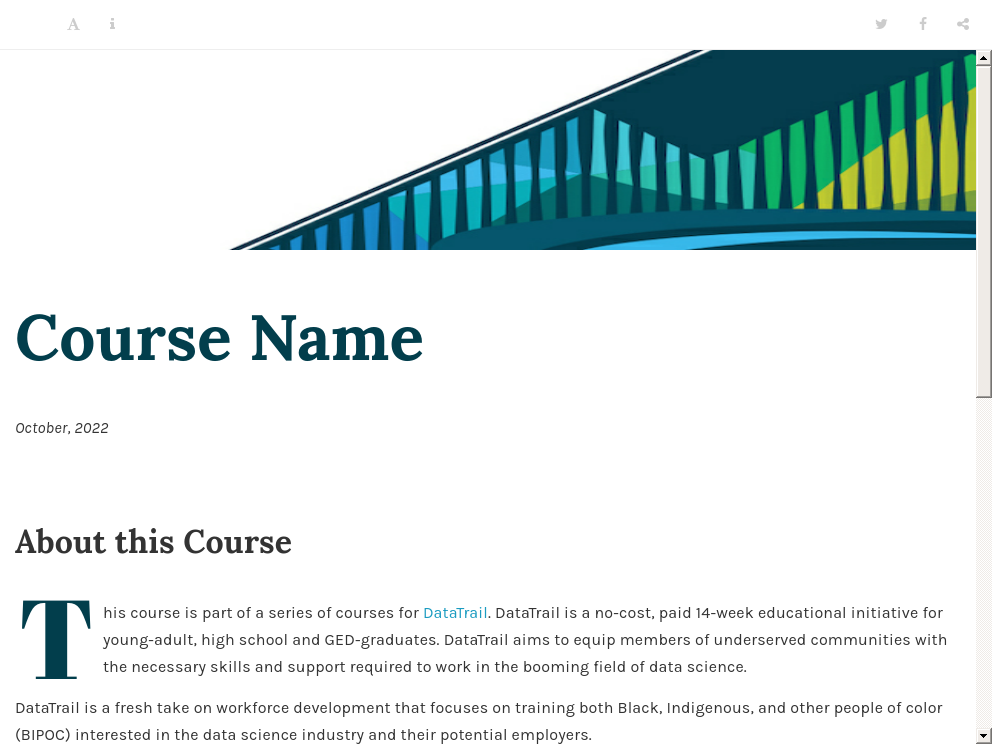 Course Name
October, 2022
About this Course
This course is part of a series of courses for DataTrail. DataTrail is a no-cost, paid 14-week educational initiative for
young-adult, high school and GED-graduates. DataTrail aims to equip members of underserved communities with
the necessary skills and support required to work in the booming field of data science.
DataTrail is a fresh take on workforce development that focuses on training both Black, Indigenous, and other people of color
(BIPOC) interested in the data science industry and their potential employers.